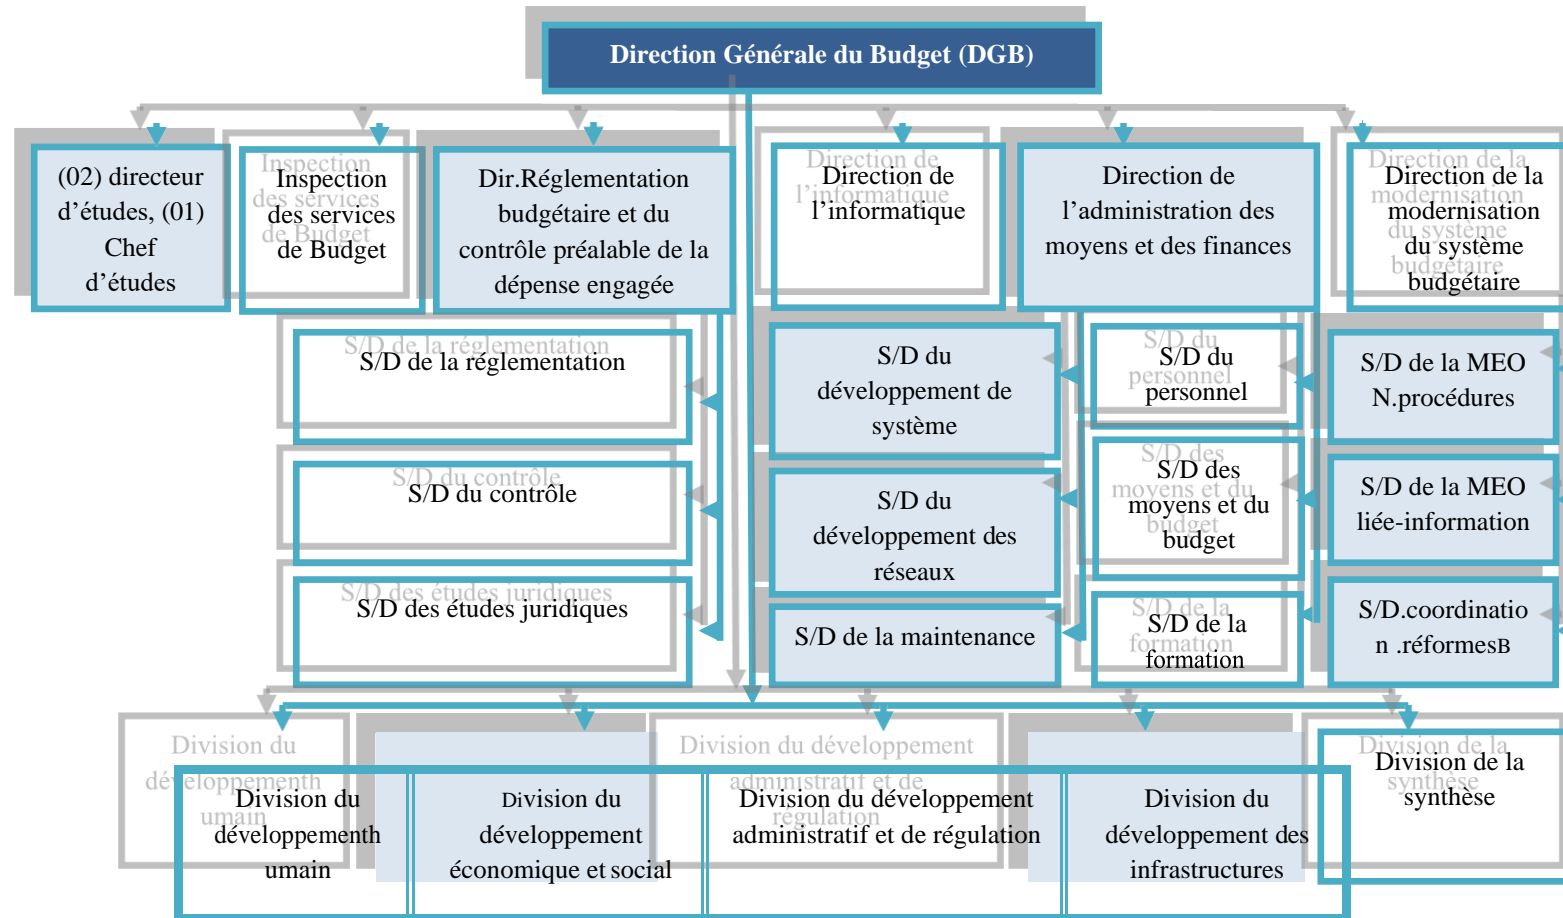 Direction Générale du Budget (DGB)
(02) directeur
d’études, (01)
Chef
d’études
Inspection
des services
de Budget
Dir.Réglementation
budgétaire et du
contrôle préalable de la
dépense engagée
Direction de
l’informatique
Direction de
l’administration des
moyens et des finances
Direction de la
modernisation
du système
budgétaire
S/D de la réglementation
S/D du contrôle
S/D des études juridiques
S/D du
développement de
système
S/D du
développement des
réseaux
S/D de la maintenance
S/D du
personnel
S/D des
moyens et du
budget
S/D de la
formation
S/D de la MEO
N.procédures
S/D de la MEO
liée-information
S/D.coordinatio
n .réformesB
Division du
développementh
umain
Division du
développement
économique et social
Division du développement
administratif et de régulation
Division du
développement des
infrastructures
Division de la
synthèse